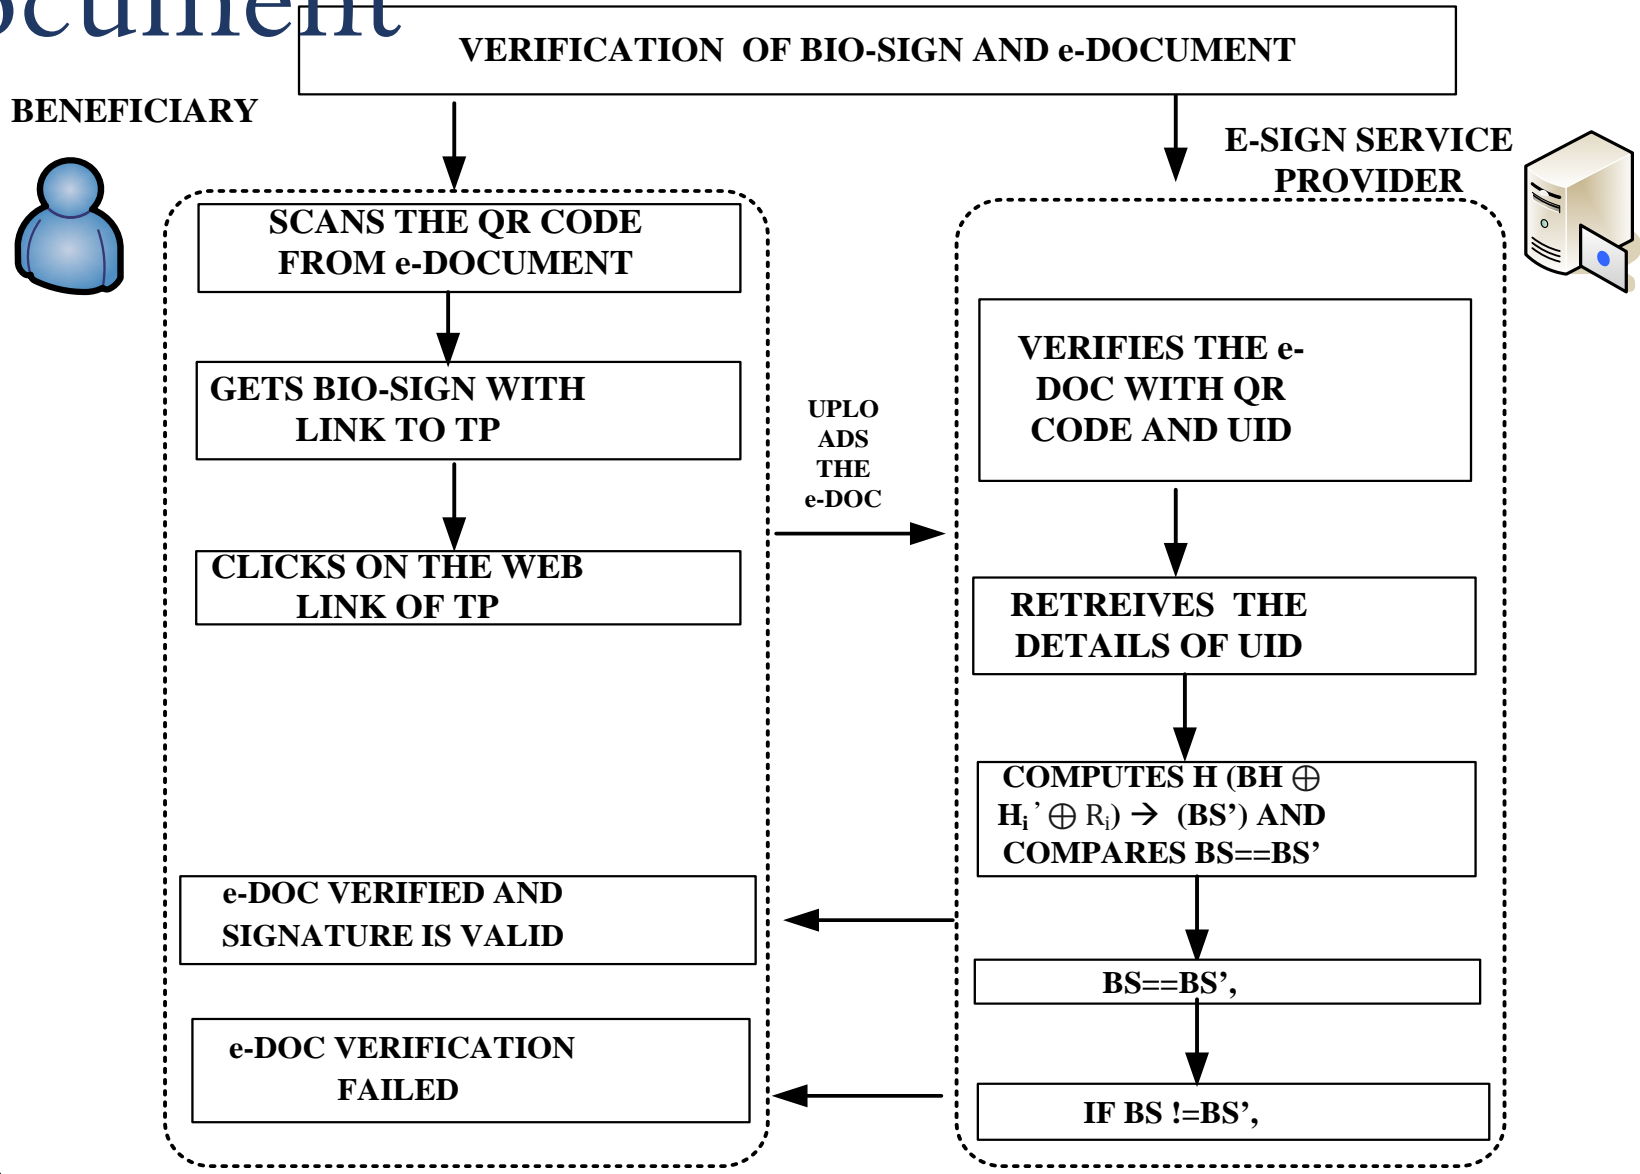 ocument
VERIFICATION OF BIO-SIGN AND e-DOCUMENT
BENEFICIARY
E-SIGN SERVICE
PROVIDER
SCANS THE QR CODE
FROM e-DOCUMENT
GETS BIO-SIGN WITH
LINK TO TP
CLICKS ON THE WEB
LINK OF TP
UPLO
ADS
THE
e-DOC
VERIFIES THE e-
DOC WITH QR
CODE AND UID
RETREIVES THE
DETAILS OF UID
COMPUTES H (BH ⊕
Hi’ ⊕ Ri) → (BS’) AND
COMPARES BS==BS’
e-DOC VERIFIED AND
SIGNATURE IS VALID
BS==BS’,
e-DOC VERIFICATION
FAILED
IF BS !=BS’,